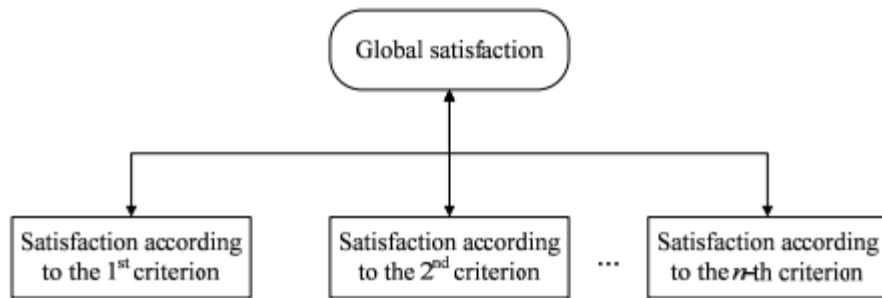 Global satisfaction
Satisfaction according
to the 1st criterion
Satisfaction according
to the 2nd criterion
...
Satisfaction according
to the n-th criterion